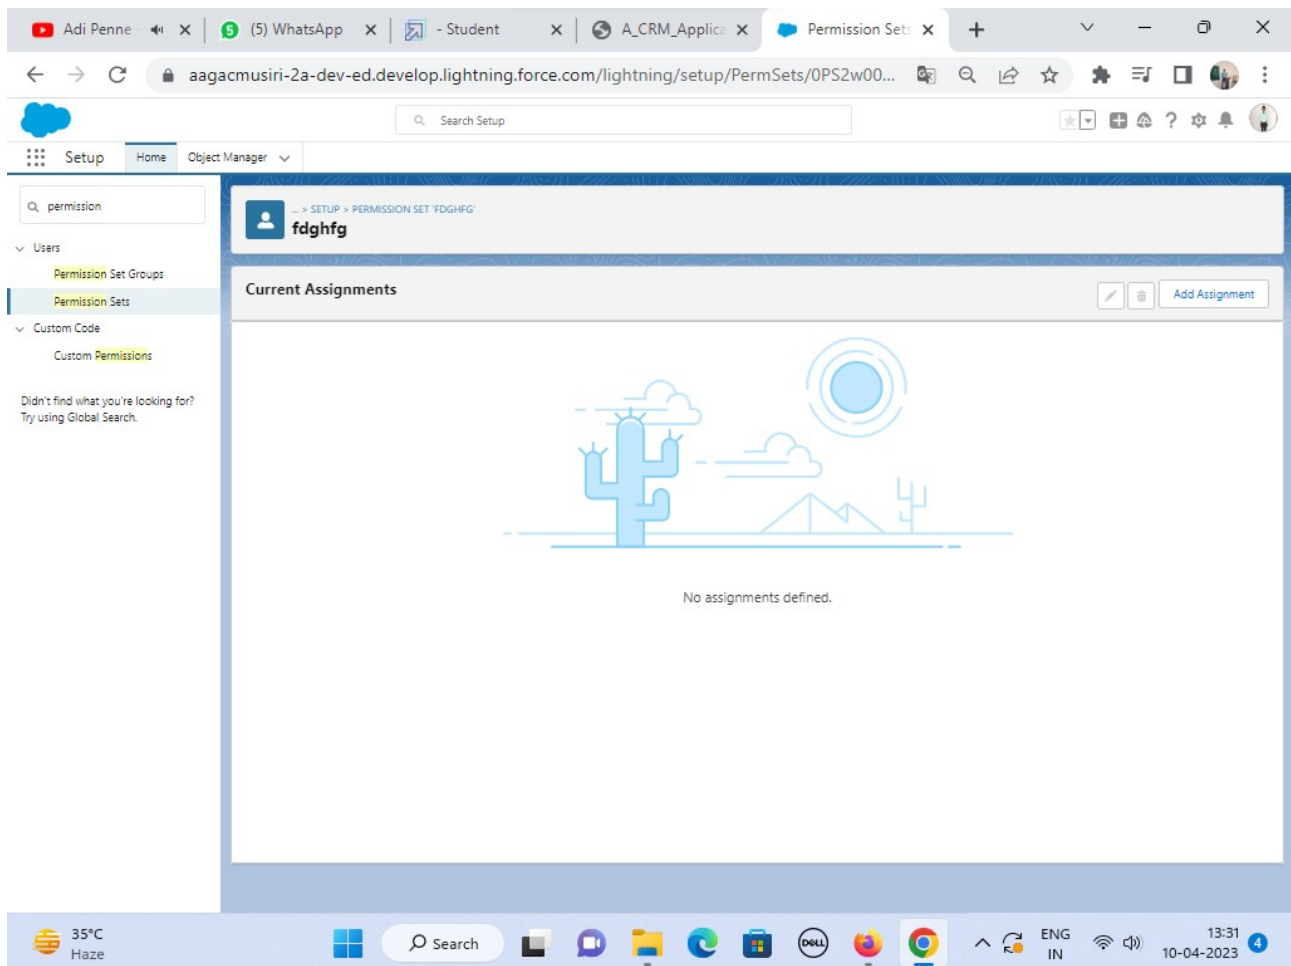 Adi Penne
5 (5) WhatsApp
- Student
A_CRM_Applica
Permission Sets
aagacmusiri-2a-dev-ed.develop.lightning.force.com/lightning/setup/PermSets/0PS2w00...
Search Setup
Setup Home Object Manager
permission
... > SETUP > PERMISSION SET 'FDGHFG'
fdghfg
Users
Permission Set Groups
Permission Sets
Custom Code
Custom Permissions
Didn't find what you're looking for?
Try using Global Search.
Current Assignments
Add Assignment
No assignments defined.
35°C
Haze
Search
DELL
ENG
IN
13:31
10-04-2023
4